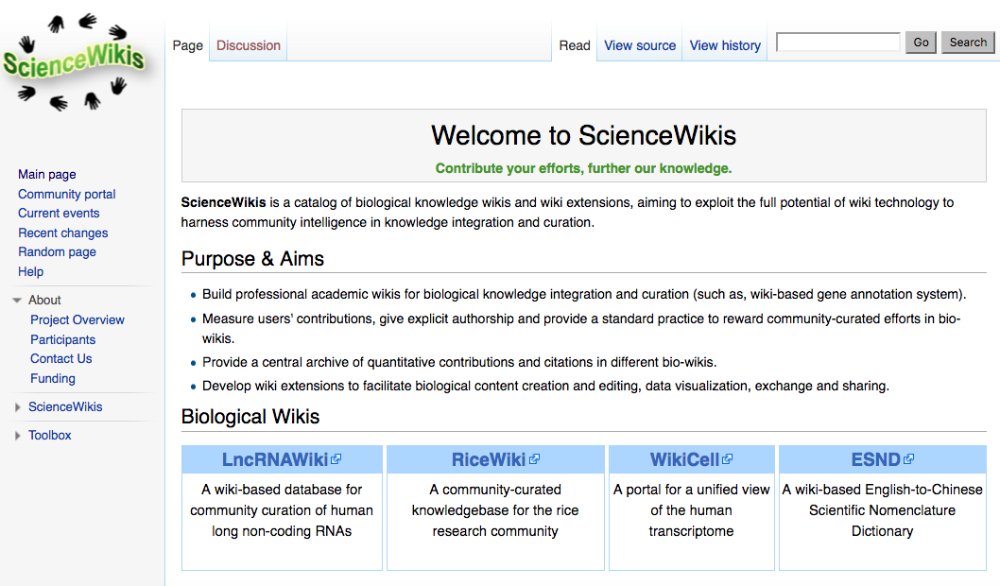 ScienceWikis
Page
Discussion
Read
View source
View history
Go
Search
Main page
Community portal
Current events
Recent changes
Random page
Help
About
Project Overview
Participants
Contact Us
Funding
ScienceWikis
Toolbox
Welcome to ScienceWikis
Contribute your efforts, further our knowledge.
ScienceWikis is a catalog of biological knowledge wikis and wiki extensions, aiming to exploit the full potential of wiki technology to
harness community intelligence in knowledge integration and curation.
Purpose & Aims
Build professional academic wikis for biological knowledge integration and curation (such as, wiki-based gene annotation system).
Measure users' contributions, give explicit authorship and provide a standard practice to reward community-curated efforts in bio-
wikis.
Provide a central archive of quantitative contributions and citations in different bio-wikis.
Develop wiki extensions to facilitate biological content creation and editing, data visualization, exchange and sharing.
Biological Wikis
LncRNAWiki
A wiki-based database for
community curation of human
long non-coding RNAs
RiceWiki
A community-curated
knowledgebase for the rice
research community
WikiCell
A portal for a unified view
of the human
transcriptome
ESND
A wiki-based English-to-Chinese
Scientific Nomenclature
Dictionary